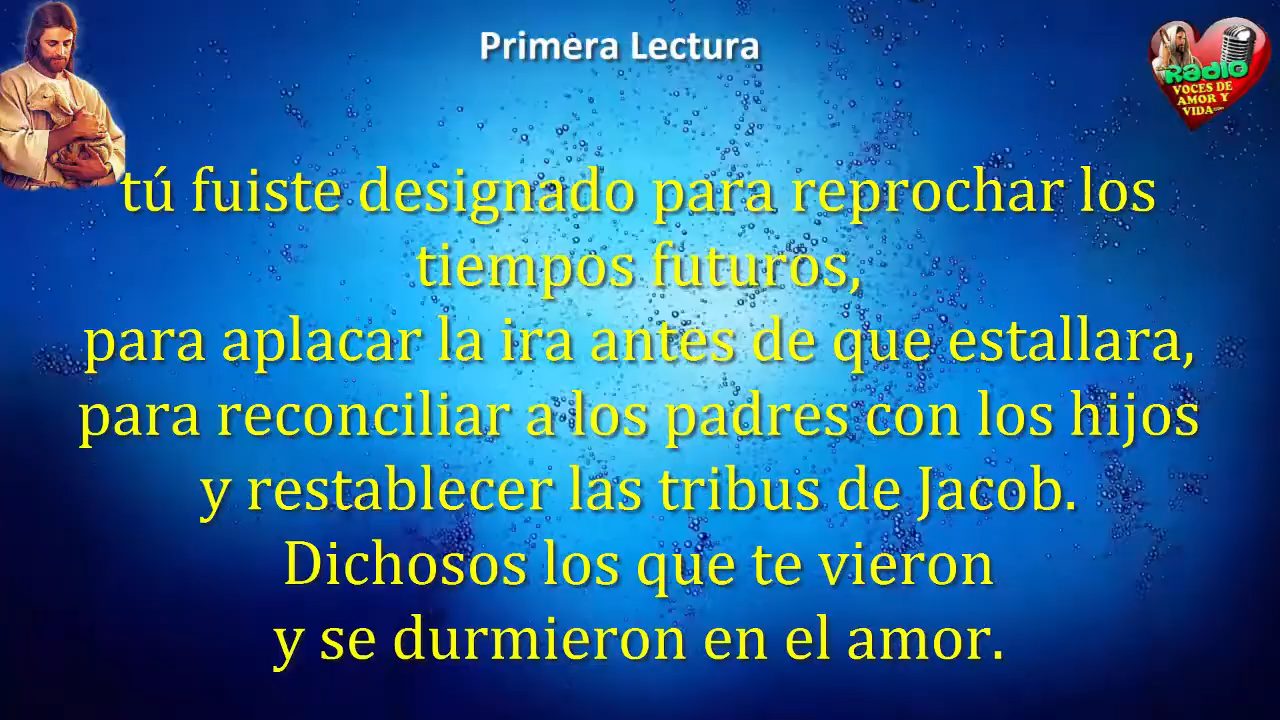 Primera Lectura
Radio
VOCES DE
AMOR Y
VIDA
tú fuiste designado para reprochar los
tiempos futuros,
para aplacar la ira antes de que estallara,
para reconciliar a los padres con los hijos
y restablecer las tribus de Jacob.
Dichosos los que te vieron
y se durmieron en el amor.